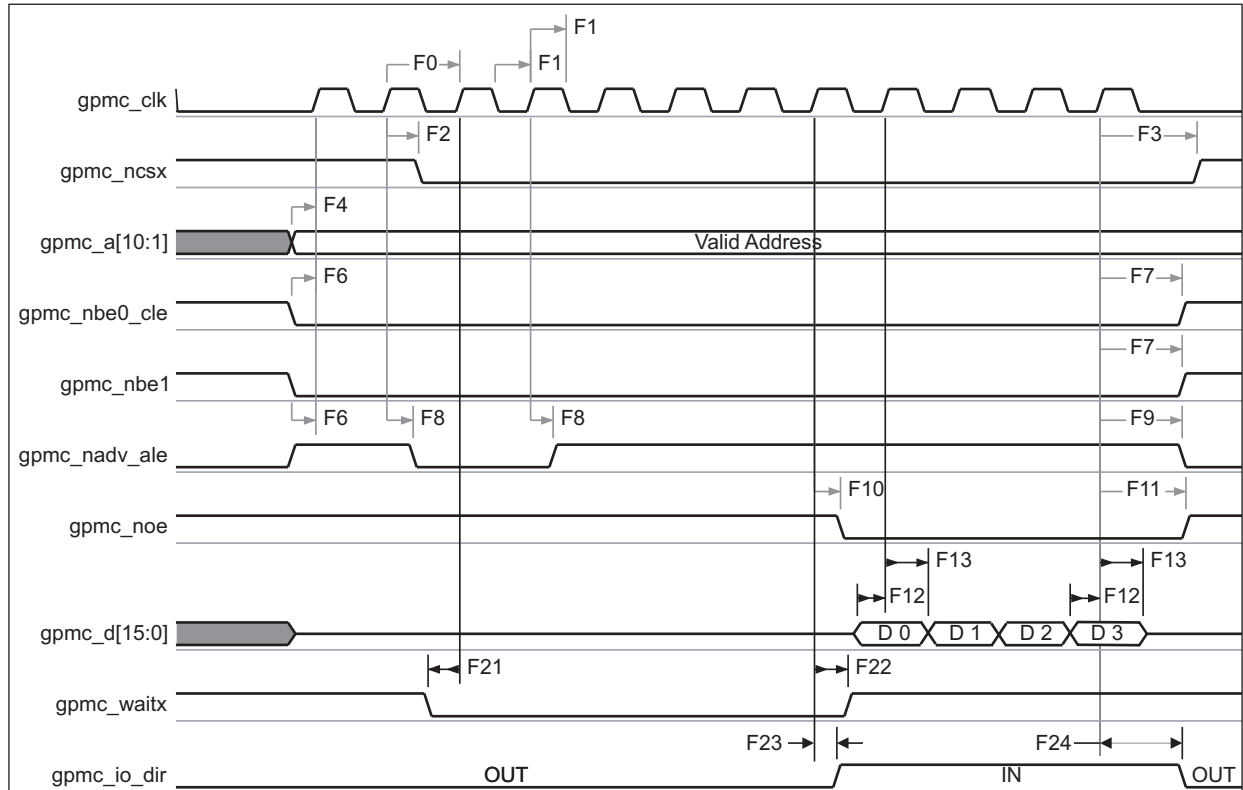 F1
F0 F1
gpmc_clk
F2 F3
gpmc_ncsx
F4
gpmc_a[10:1] Valid Address
F6 F7
gpmc_nbe0_cle
F7
gpmc_nbe1
F6 F8 F8 F9
gpmc_nadv_ale
F10 F11
gpmc_noe
F13 F13
F12 F12
gpmc_d[15:0] D 0 D 1 D 2 D 3
F21 F22
gpmc_waitx
F23 F24
gpmc_io_dir OUT IN OUT